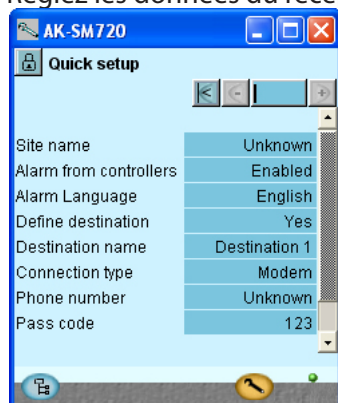 Réglez les données du réce
AK-SM720
Quick setup
Site name Unknown
Alarm from controllers Enabled
Alarm Language English
Define destination Yes
Destination name Destination 1
Connection type Modem
Phone number Unknown
Pass code 123